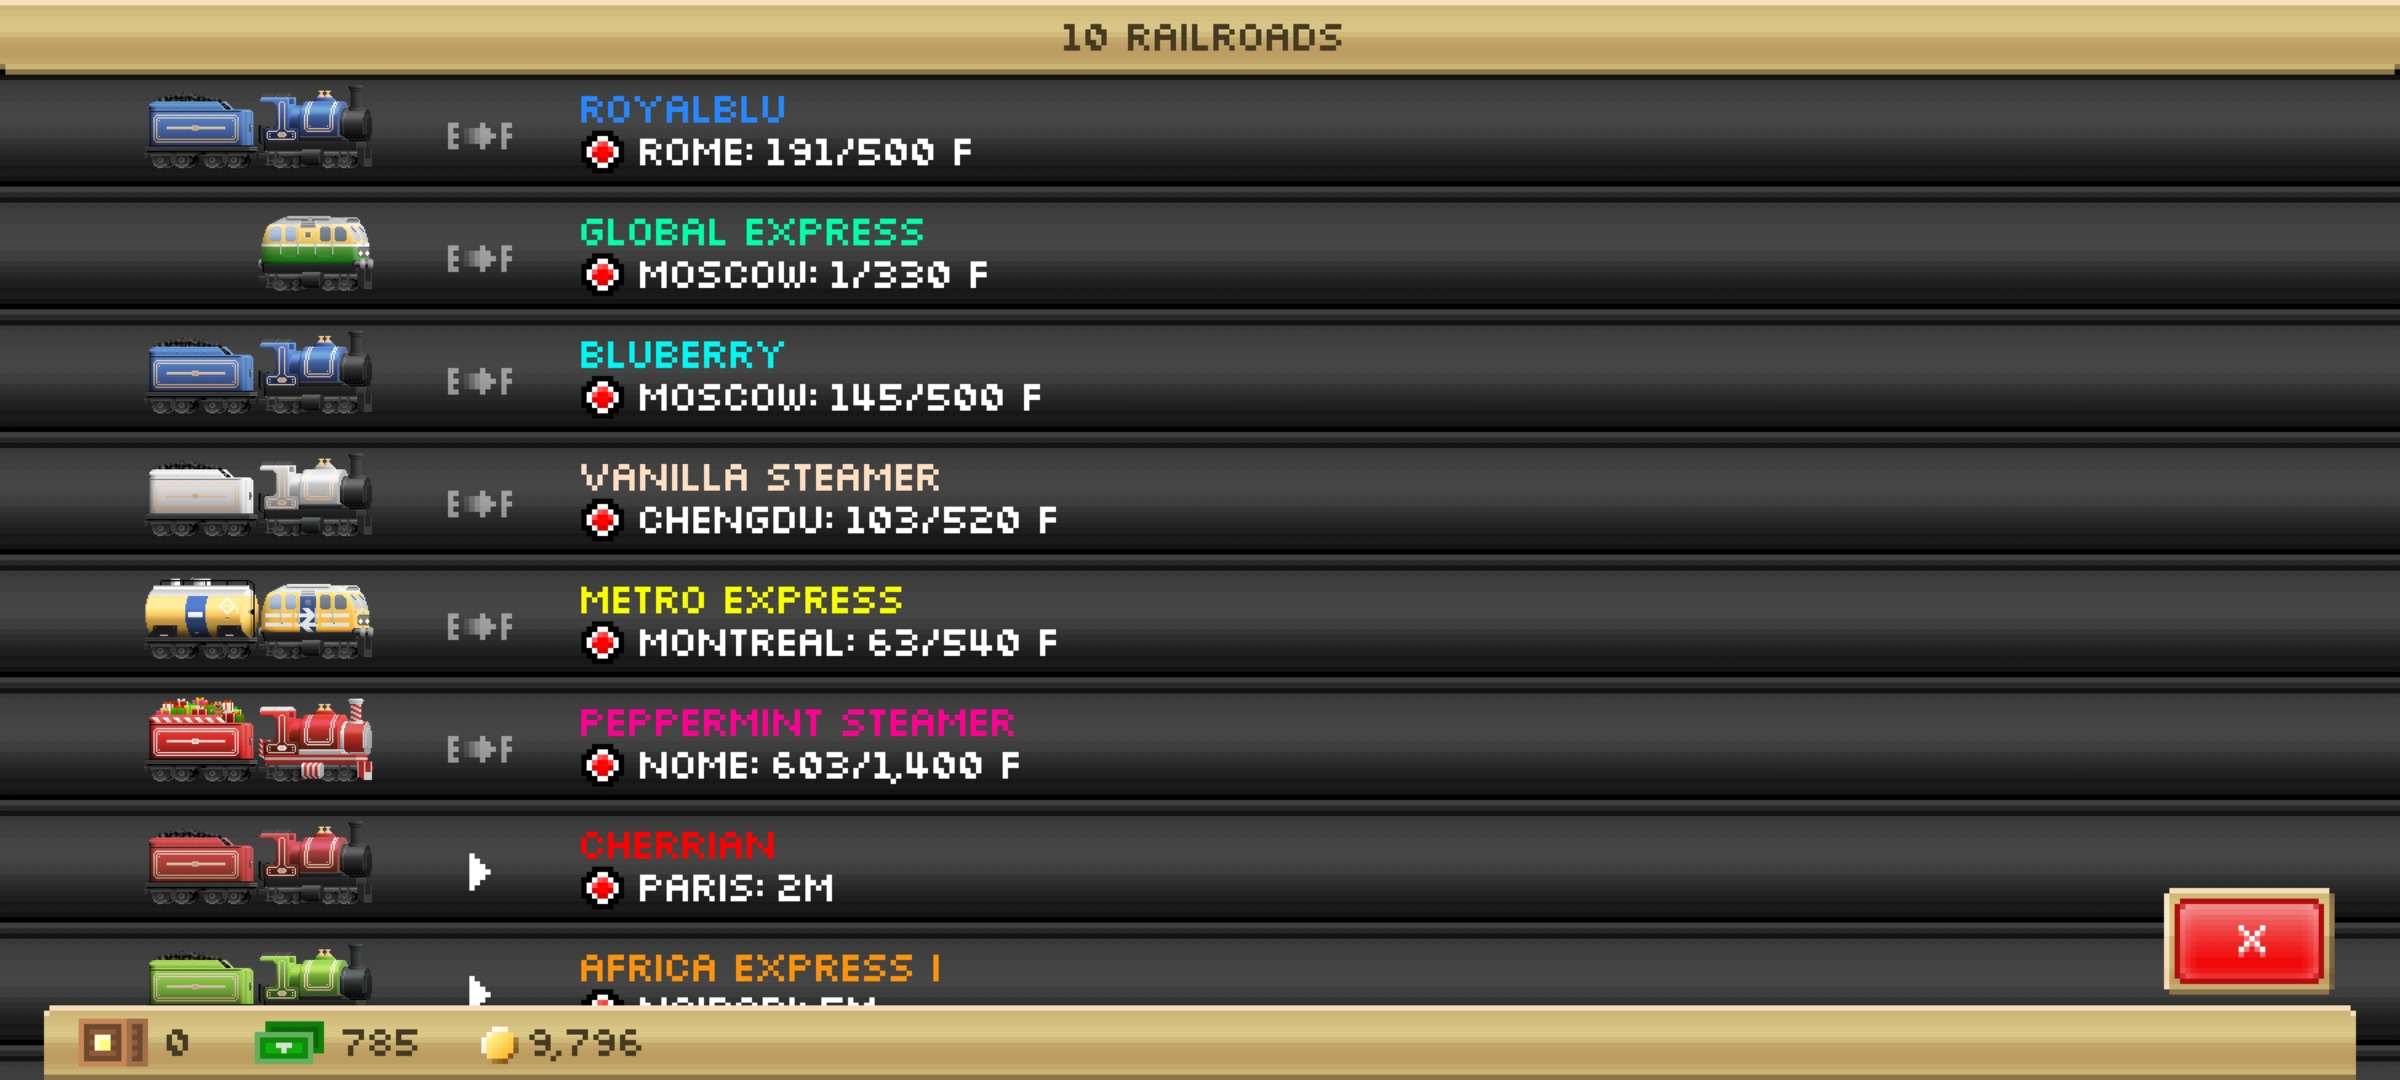 10 RAILROADS
ROYALBLU
E F
ROME: 191/500 F
GLOBAL EXPRESS
E F
MOSCOW: 1/330 F
BLUBERRY
E F
MOSCOW: 145/500 F
VANILLA STEAMER
E F
CHENGDU: 103/520 F
METRO EXPRESS
E F
MONTREAL: 63/540 F
PEPPERMINT STEAMER
E F
NOME: 603/1,400 F
CHERRIAN
PARIS: 2M
AFRICA EXPRESS I
X
0 785 9,796